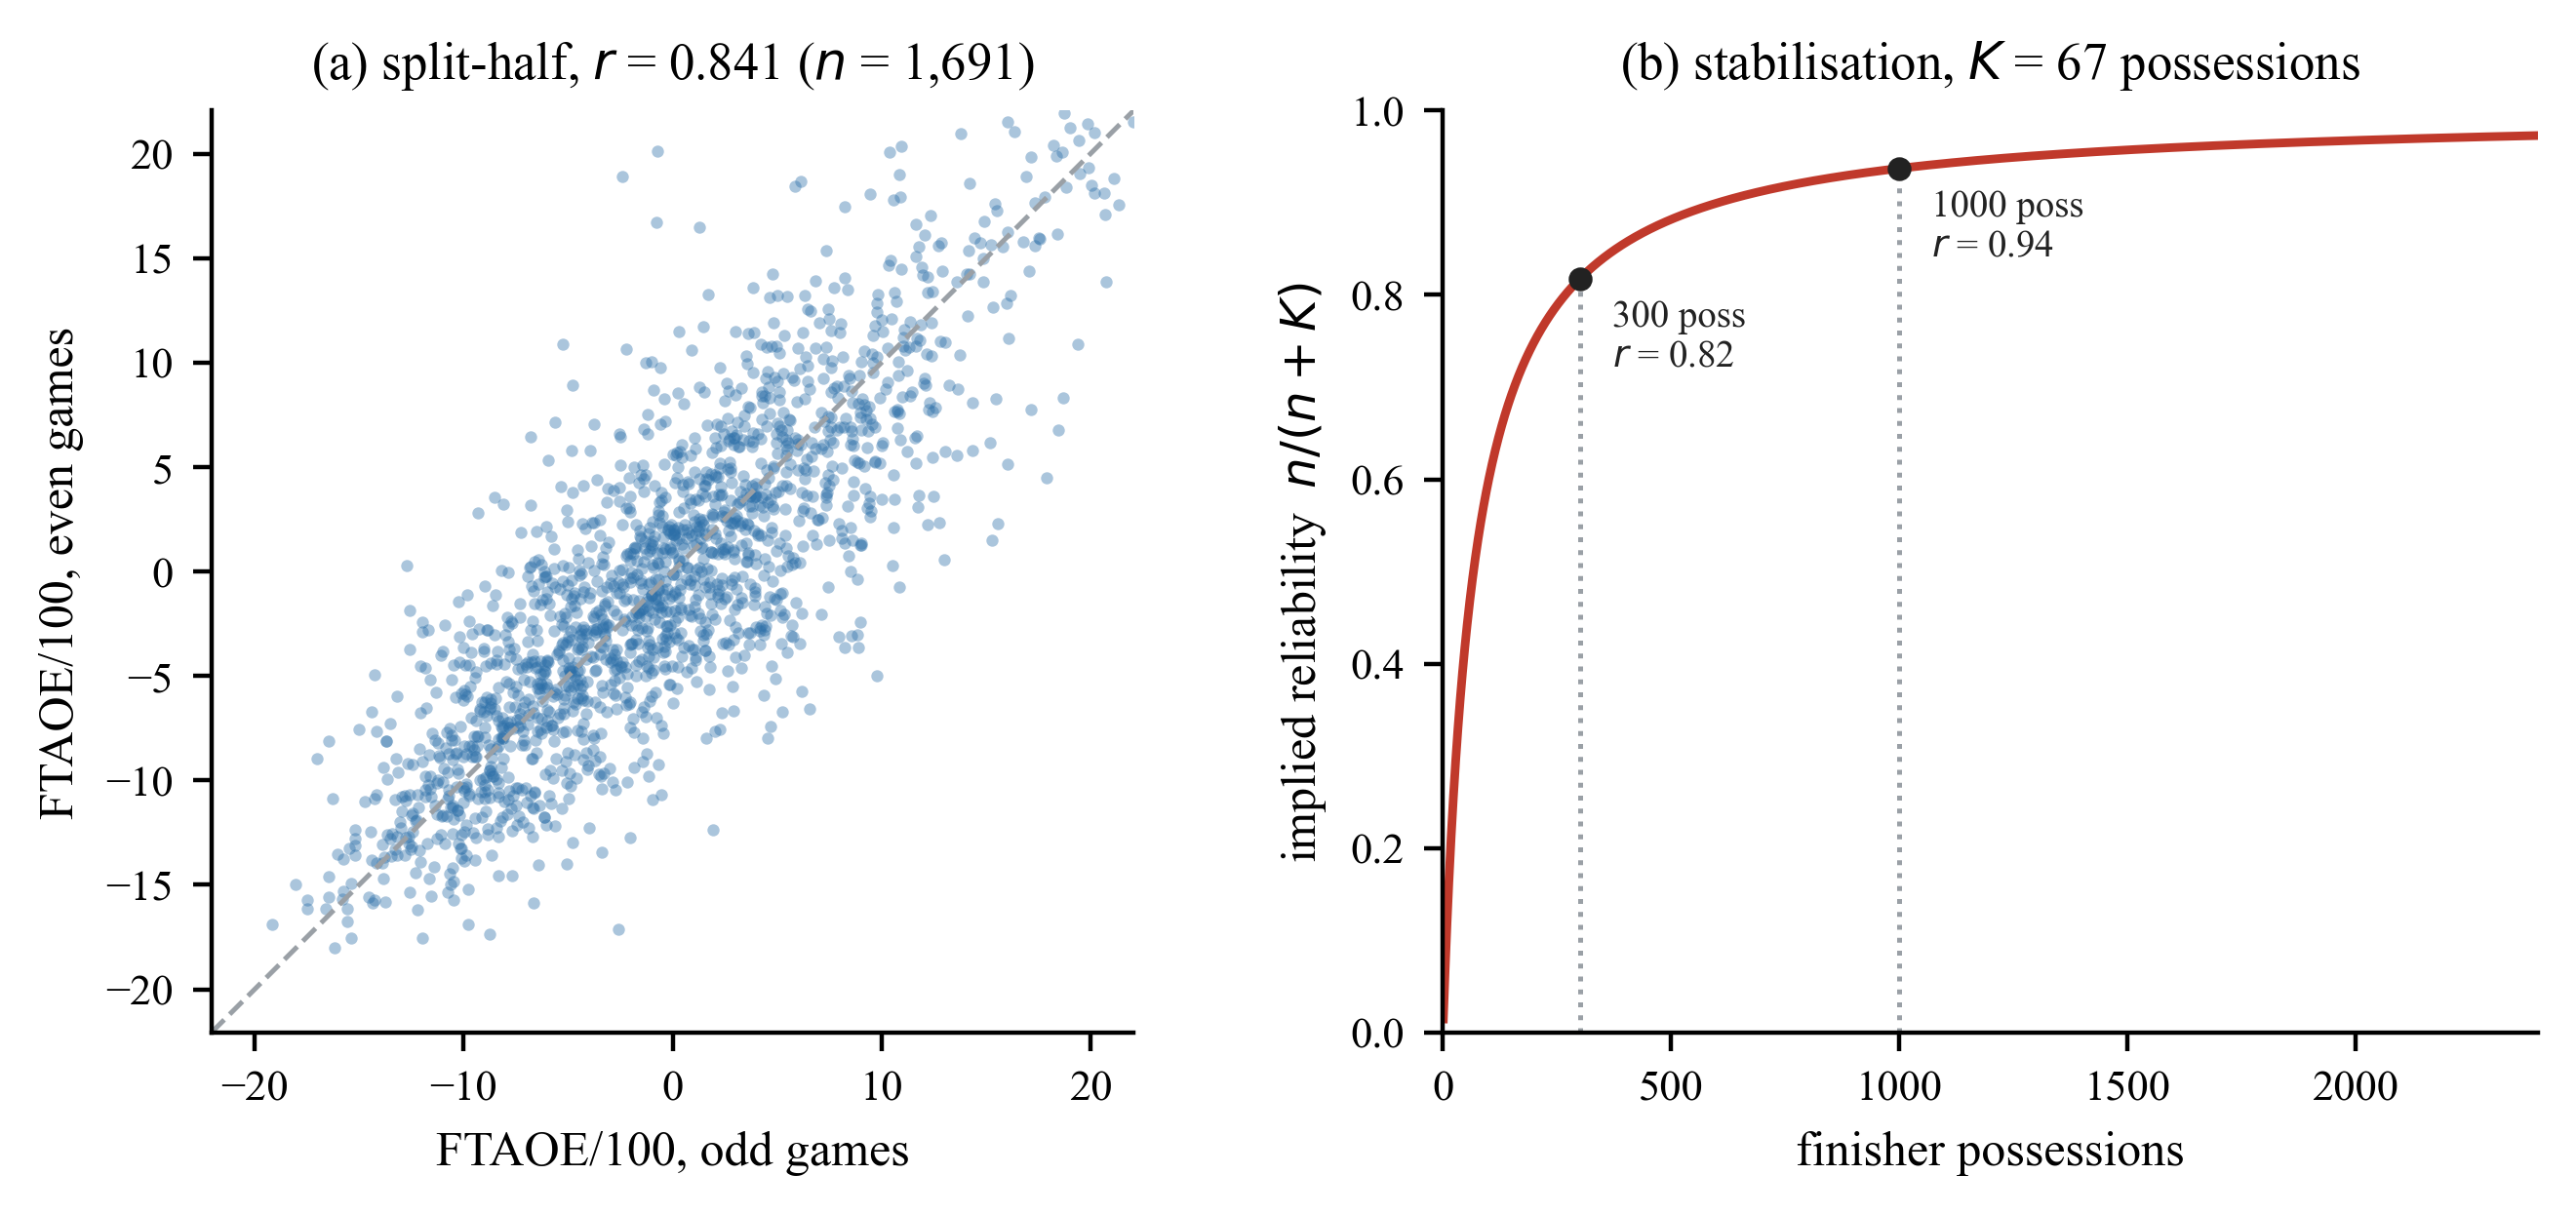 (a) split-half, r = 0.841 (n = 1,691)
20
15
10
5
0
−5
−10
−15
−20
FTAOE/100, even games
−20 −10 0 10 20
FTAOE/100, odd games
(b) stabilisation, K = 67 possessions
1.0
0.8
0.6
0.4
0.2
0.0
implied reliability n/(n + K)
1000 poss
r = 0.94
300 poss
r = 0.82
0 500 1000 1500 2000
finisher possessions